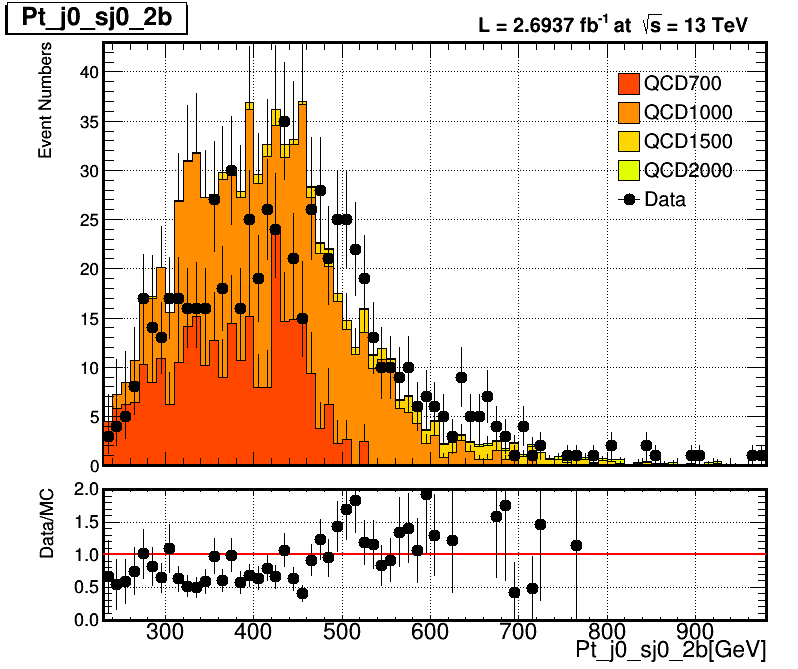 Pt_j0_sj0_2b
L = 2.6937 fb⁻¹ at √s = 13 TeV
Event Numbers
40
35
30
25
20
15
10
5
0
QCD700
QCD1000
QCD1500
QCD2000
Data
Data/MC
2.0
1.5
1.0
0.5
0.0
300 400 500 600 700 800 900
Pt_j0_sj0_2b[GeV]